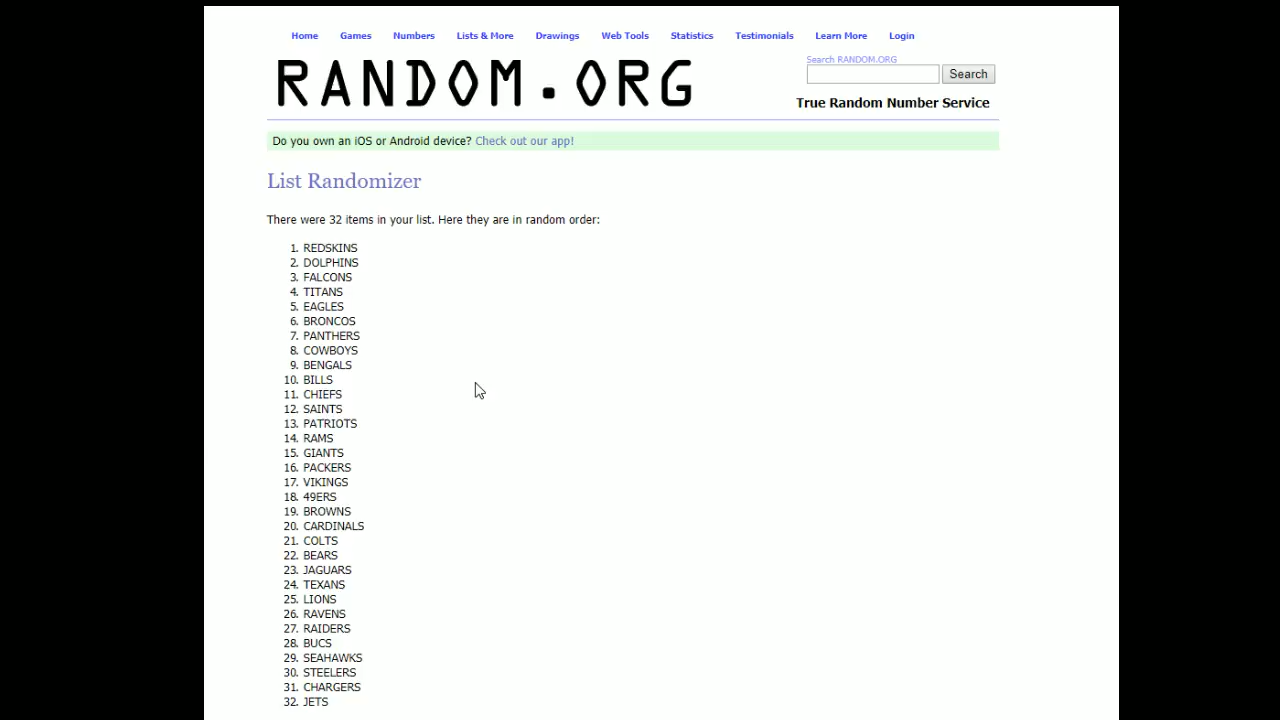 Home Games Numbers Lists & More Drawings Web Tools Statistics Testimonials Learn More Login
RANDOM.ORG
Search RANDOM.ORG
Search
True Random Number Service
Do you own an iOS or Android device? Check out our app!
List Randomizer
There were 32 items in your list. Here they are in random order:
1. REDSKINS
2. DOLPHINS
3. FALCONS
4. TITANS
5. EAGLES
6. BRONCOS
7. PANTHERS
8. COWBOYS
9. BENGALS
10. BILLS
11. CHIEFS
12. SAINTS
13. PATRIOTS
14. RAMS
15. GIANTS
16. PACKERS
17. VIKINGS
18. 49ERS
19. BROWNS
20. CARDINALS
21. COLTS
22. BEARS
23. JAGUARS
24. TEXANS
25. LIONS
26. RAVENS
27. RAIDERS
28. BUCS
29. SEAHAWKS
30. STEELERS
31. CHARGERS
32. JETS